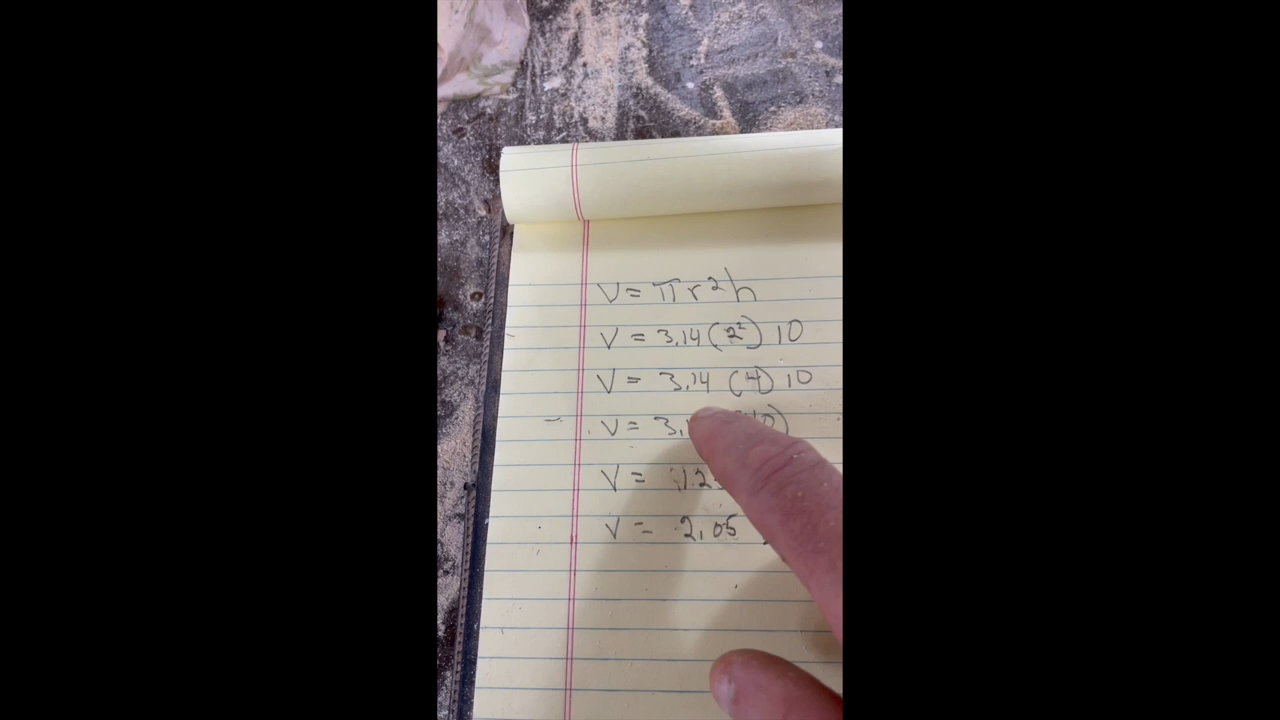 V = πr²h
V = 3.14 (2²) 10
V = 3.14 (4) 10
V = 3.
V = 
V = 2.05